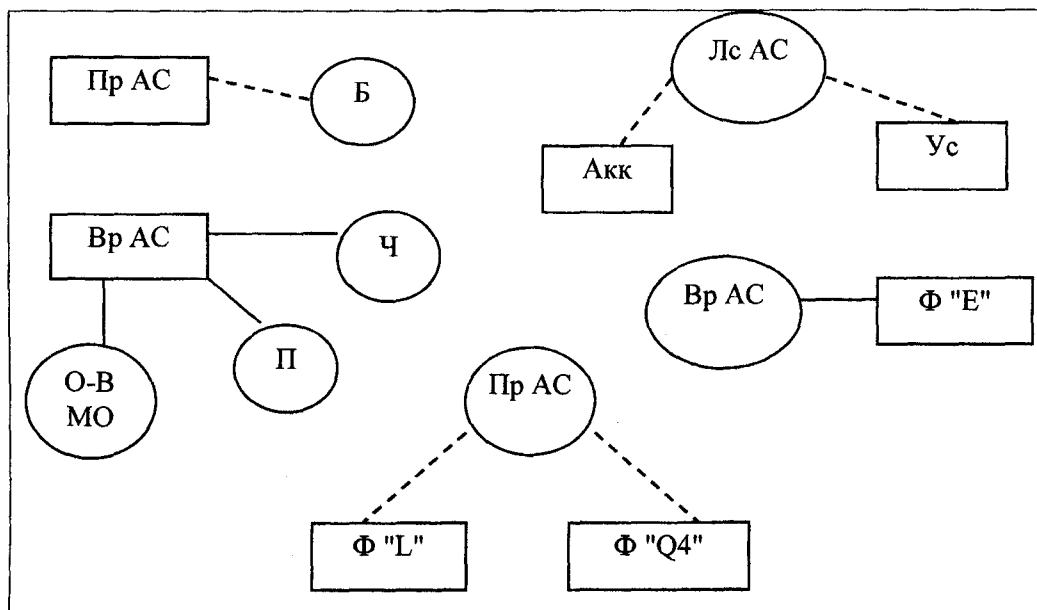 Пр АС
Б
Лс АС
Акк
Ус
Вр АС
Ч
П
О-В
МО
Вр АС
Ф "E"
Пр АС
Ф "L"
Ф "Q4"